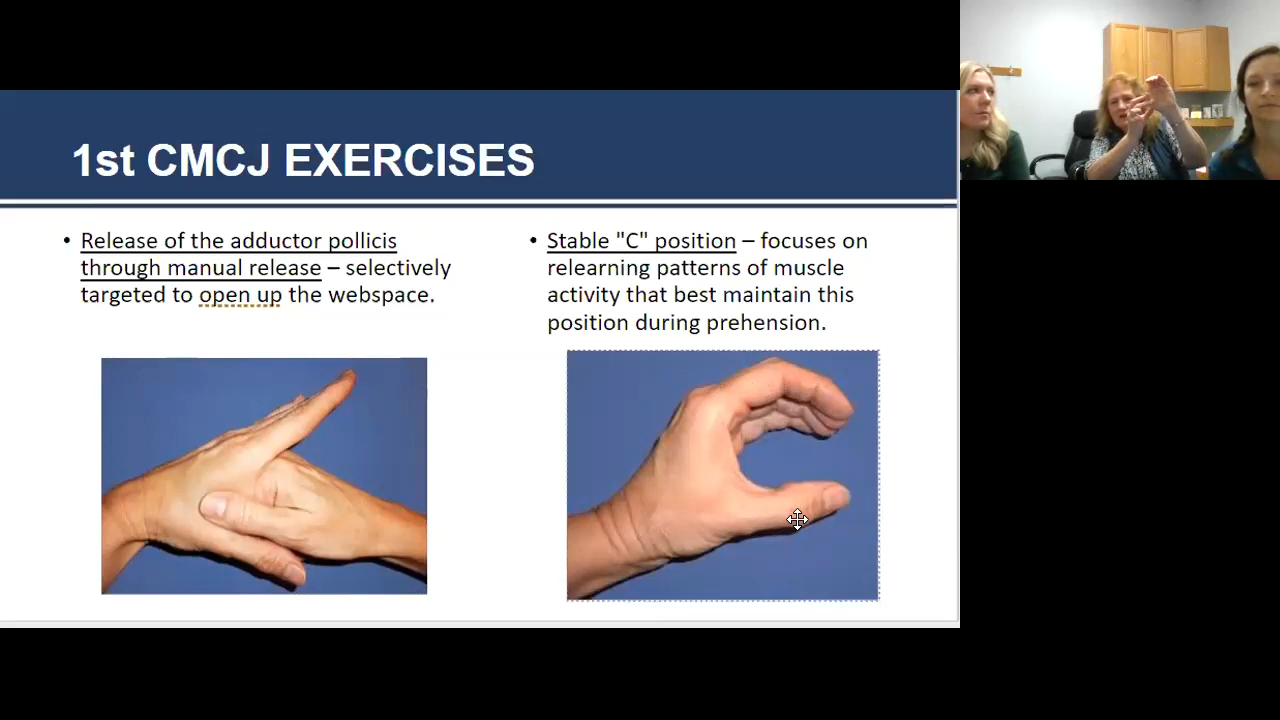 1st CMCJ EXERCISES
• Release of the adductor pollicis
through manual release – selectively
targeted to open up the webspace.
• Stable "C" position – focuses on
relearning patterns of muscle
activity that best maintain this
position during prehension.